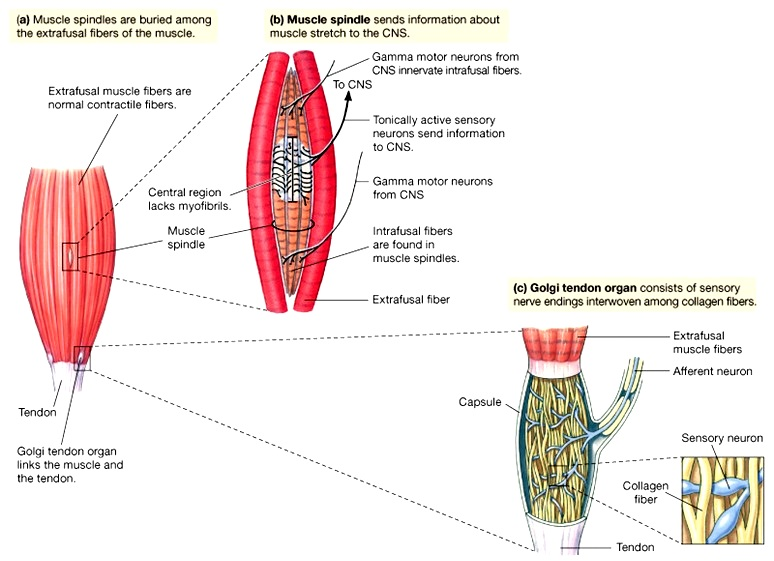 (a) Muscle spindles are buried among
the extrafusal fibers of the muscle.
(b) Muscle spindle sends information about
muscle stretch to the CNS.
Extrafusal muscle fibers are
normal contractile fibers.
Gamma motor neurons from
CNS innervate intrafusal fibers.
To CNS
Tonically active sensory
neurons send information
to CNS.
Central region
lacks myofibrils.
Gamma motor neurons
from CNS
Muscle
spindle
Intrafusal fibers
are found in
muscle spindles.
Extrafusal fiber
Tendon
Golgi tendon organ
links the muscle and
the tendon.
(c) Golgi tendon organ consists of sensory
nerve endings interwoven among collagen fibers.
Extrafusal
muscle fibers
Afferent neuron
Capsule
Sensory neuron
Collagen
fiber
Tendon